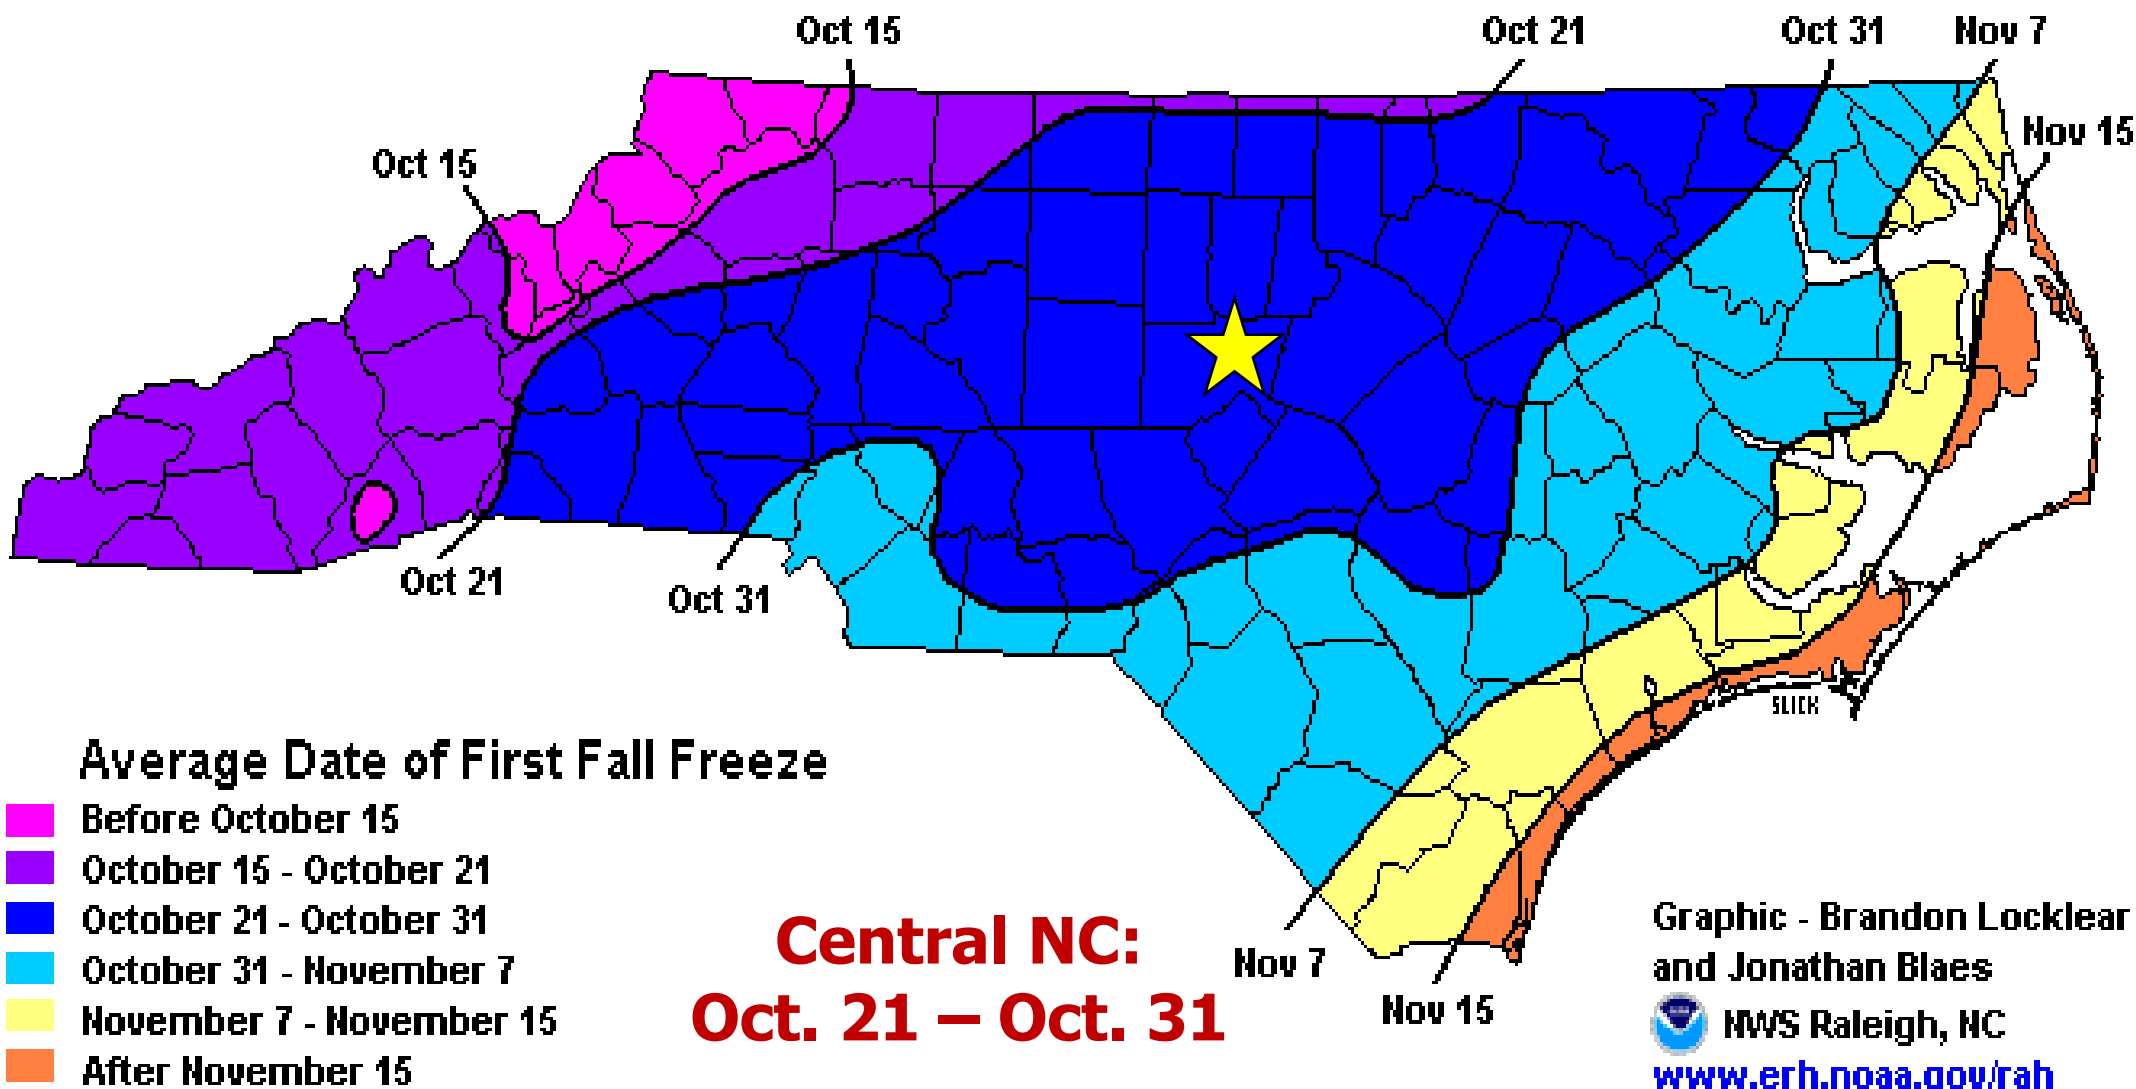 Oct 15
Oct 21
Oct 31
Nov 7
Nov 15
Oct 15
Oct 21
Oct 31
SLICK
Average Date of First Fall Freeze
Before October 15
October 15 - October 21
October 21 - October 31
October 31 - November 7
November 7 - November 15
After November 15
Central NC:
Oct. 21 – Oct. 31
Nov 7
Nov 15
Graphic - Brandon Locklear
and Jonathan Blaes
NWS Raleigh, NC
www.erh.noaa.gov/rah